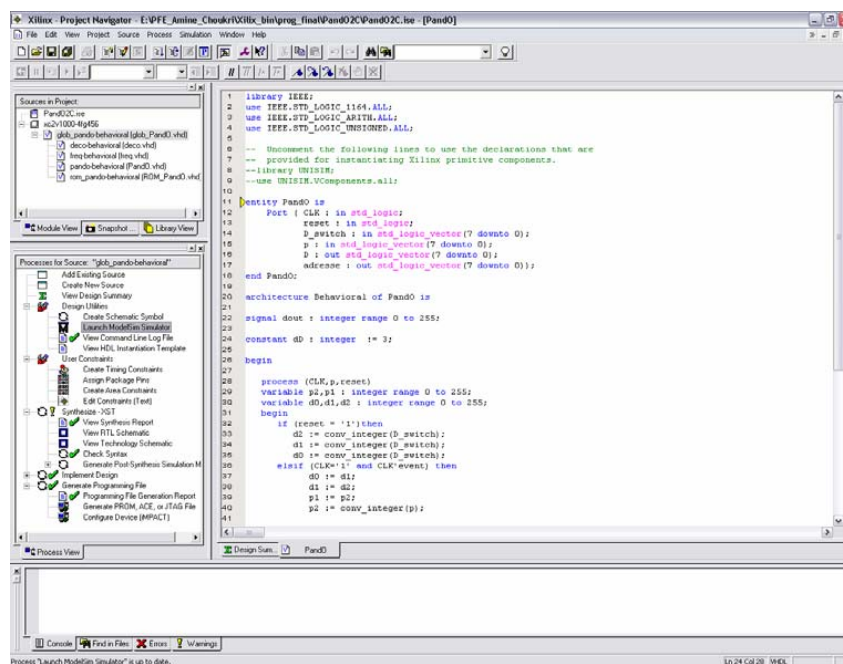 Xilinx - Project Navigator - E:\PFE_Amine_Choukri\Xilix_bin\prog_final\PandO2C\PandO2C.ise - [PandO]
File Edit View Project Source Process Simulation Window Help
Sources in Project:
PandO2C.ise
xc2v1000-4fg456
glob_pando-behavioral (glob_PandO.vhd)
deco-behavioral (deco.vhd)
freq-behavioral (freq.vhd)
pando-behavioral (PandO.vhd)
rom_pando-behavioral (ROM_PandO.vhd)
Module View Snapshot ... Library View
Processes for Source: "glob_pando-behavioral"
Add Existing Source
Create New Source
View Design Summary
Design Utilities
Create Schematic Symbol
Launch ModelSim Simulator
View Command Line Log File
View HDL Instantiation Template
User Constraints
Create Timing Constraints
Assign Package Pins
Create Area Constraints
Edit Constraints (Text)
Synthesize - XST
View Synthesis Report
View RTL Schematic
View Technology Schematic
Check Syntax
Generate Post-Synthesis Simulation M
Implement Design
Generate Programming File
Programming File Generation Report
Generate PROM, ACE, or JTAG File
Configure Device (iMPACT)
Process View
1 library IEEE;
2 use IEEE.STD_LOGIC_1164.ALL;
3 use IEEE.STD_LOGIC_ARITH.ALL;
4 use IEEE.STD_LOGIC_UNSIGNED.ALL;
5
6 -- Uncomment the following lines to use the declarations that are
7 -- provided for instantiating Xilinx primitive components.
8 --library UNISIM;
9 --use UNISIM.VComponents.all;
10
11 entity PandO is
12 Port ( CLK : in std_logic;
13 reset : in std_logic;
14 D_switch : in std_logic_vector(7 downto 0);
15 p : in std_logic_vector(7 downto 0);
16 D : out std_logic_vector(7 downto 0);
17 adresse : out std_logic_vector(7 downto 0));
18 end PandO;
19
20 architecture Behavioral of PandO is
21
22 signal dout : integer range 0 to 255;
23
24 constant dD : integer := 3;
25
26 begin
27
28 process (CLK,p,reset)
29 variable p2,p1 : integer range 0 to 255;
30 variable d0,d1,d2 : integer range 0 to 255;
31 begin
32 if (reset = '1')then
33 d2 := conv_integer(D_switch);
34 d1 := conv_integer(D_switch);
35 d0 := conv_integer(D_switch);
36 elsif (CLK='1' and CLK'event) then
37 d0 := d1;
38 d1 := d2;
39 p1 := p2;
40 p2 := conv_integer(p);
41
Design Sum... PandO
Console Find in Files Errors Warnings
Process "Launch ModelSim Simulator" is up to date.
Ln 24 Col 28 VHDL